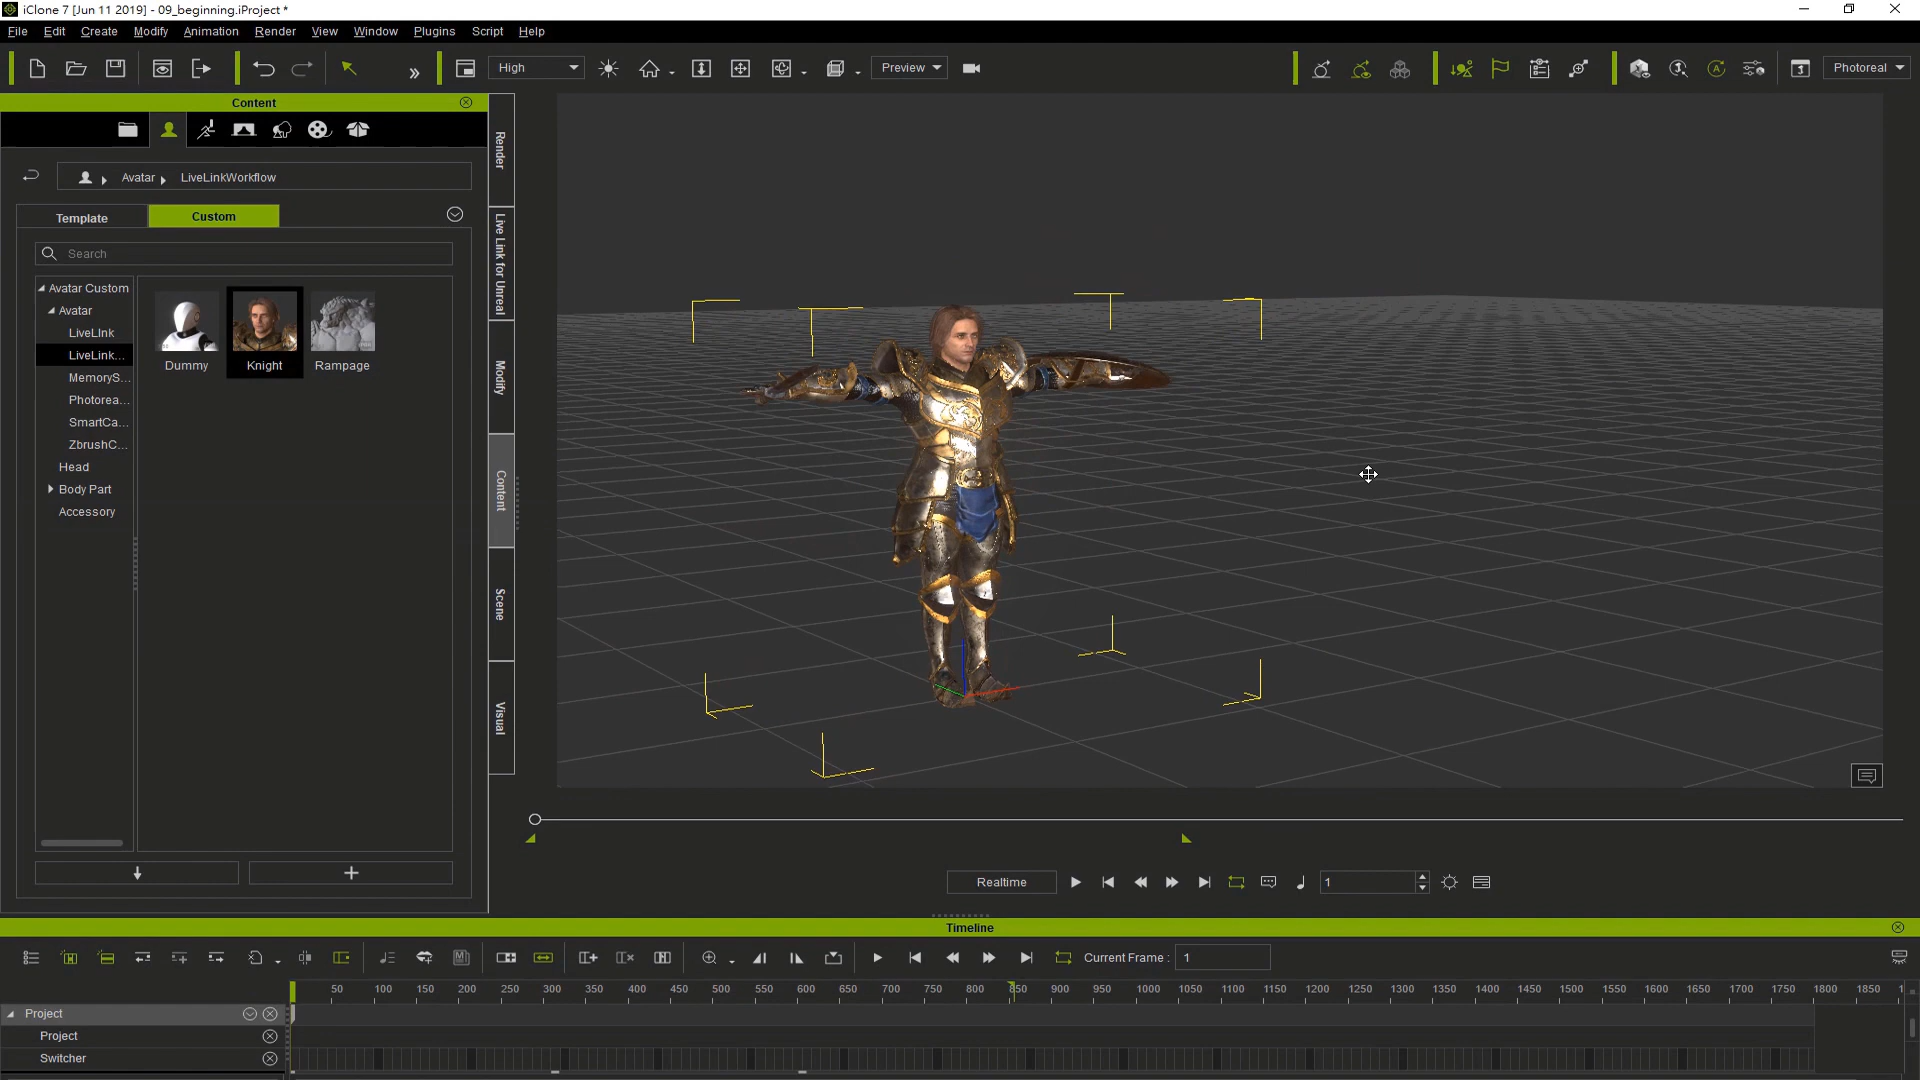 iClone 7 [Jun 11 2019] - 09_beginning.iProject *
File Edit Create Modify Animation Render View Window Plugins Script Help
High Preview Photoreal
Content
Avatar LiveLinkWorkflow
Template Custom
Search
Avatar Custom
Avatar
LiveLInk
LiveLink...
MemoryS...
Photorea...
SmartCa...
ZbrushC...
Head
Body Part
Accessory
Dummy Knight Rampage
Render
Live Link for Unreal
Modify
Content
Scene
Visual
Realtime 1
Timeline
Current Frame : 1
50 100 150 200 250 300 350 400 450 500 550 600 650 700 750 800 850 900 950 1000 1050 1100 1150 1200 1250 1300 1350 1400 1450 1500 1550 1600 1650 1700 1750 1800 1850
Project
Project
Switcher